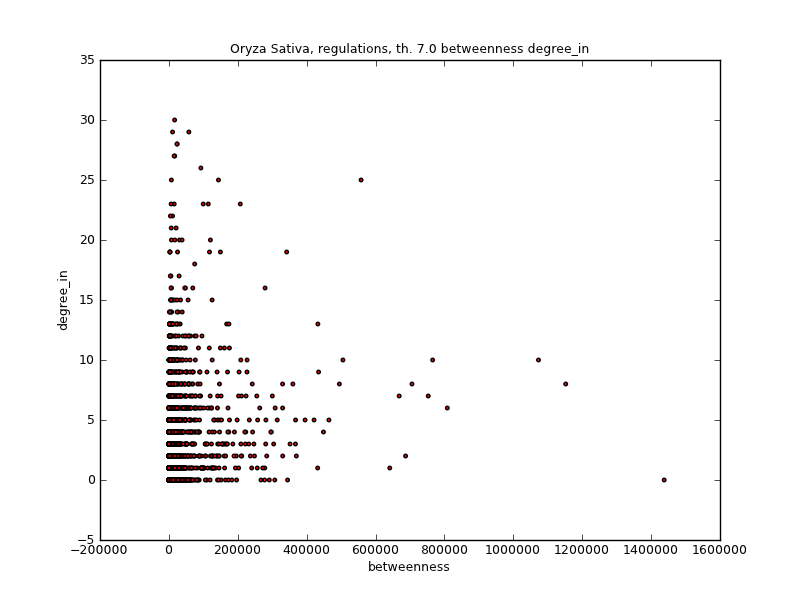 Oryza Sativa, regulations, th. 7.0 betweenness degree_in
35
30
25
20
15
10
5
0
−5
degree_in
−200000 0 200000 400000 600000 800000 1000000 1200000 1400000 1600000
betweenness